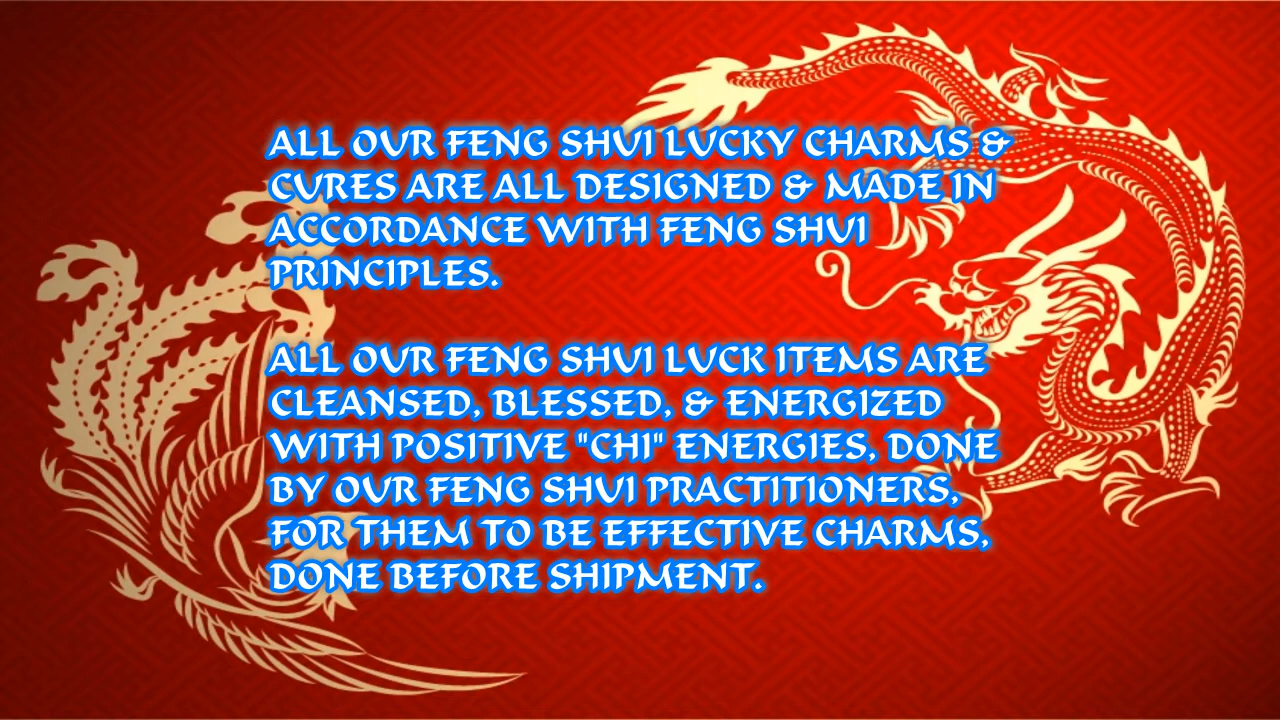 ALL OUR FENG SHUI LUCKY CHARMS &
CURES ARE ALL DESIGNED & MADE IN
ACCORDANCE WITH FENG SHUI
PRINCIPLES.
ALL OUR FENG SHUI LUCK ITEMS ARE
CLEANSED, BLESSED, & ENERGIZED
WITH POSITIVE "CHI" ENERGIES, DONE
BY OUR FENG SHUI PRACTITIONERS,
FOR THEM TO BE EFFECTIVE CHARMS,
DONE BEFORE SHIPMENT.